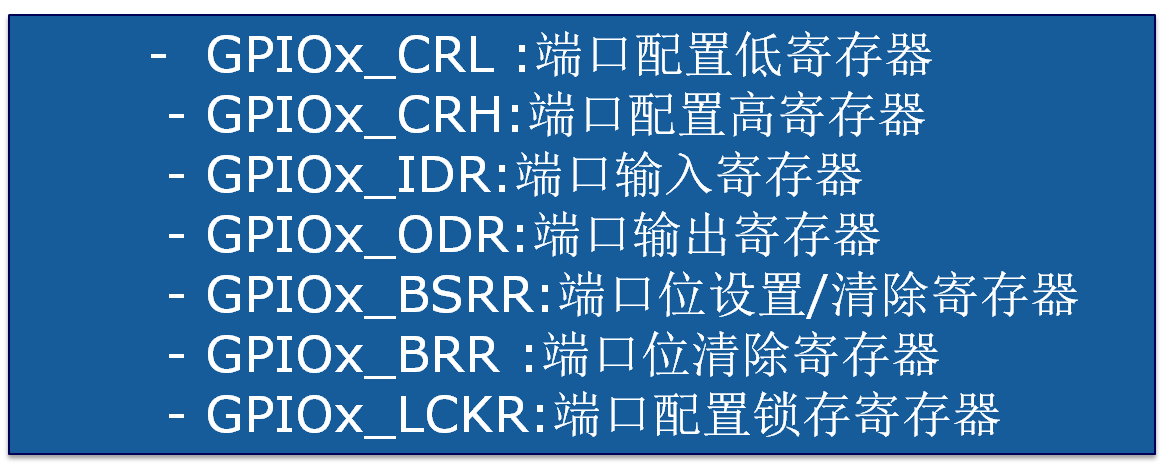 - GPIOx_CRL :端口配置低寄存器
- GPIOx_CRH:端口配置高寄存器
- GPIOx_IDR:端口输入寄存器
- GPIOx_ODR:端口输出寄存器
- GPIOx_BSRR:端口位设置/清除寄存器
- GPIOx_BRR :端口位清除寄存器
- GPIOx_LCKR:端口配置锁存寄存器